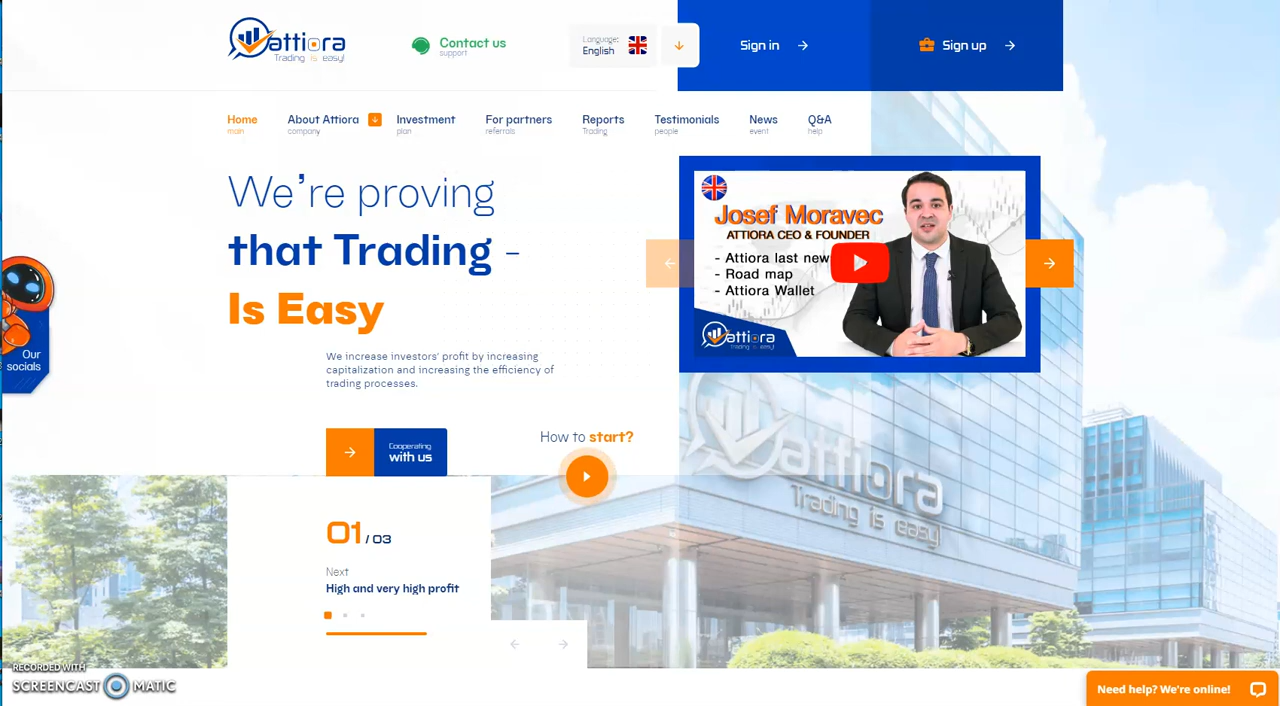 attiora
Trading is easy!
Contact us
support
Language:
English
Sign in
Sign up
Home
main
About Attiora
company
Investment
plan
For partners
referrals
Reports
Trading
Testimonials
people
News
event
Q&A
help
We're proving
that Trading -
Is Easy
Josef Moravec
ATTIORA CEO & FOUNDER
- Attiora last new
- Road map
- Attiora Wallet
attiora
trading is easy!
Our
socials
We increase investors' profit by increasing
capitalization and increasing the efficiency of
trading processes.
Cooperating
with us
How to start?
attiora
Trading is easy!
01 / 03
Next
High and very high profit
RECORDED WITH
SCREENCAST MATIC
Need help? We're online!